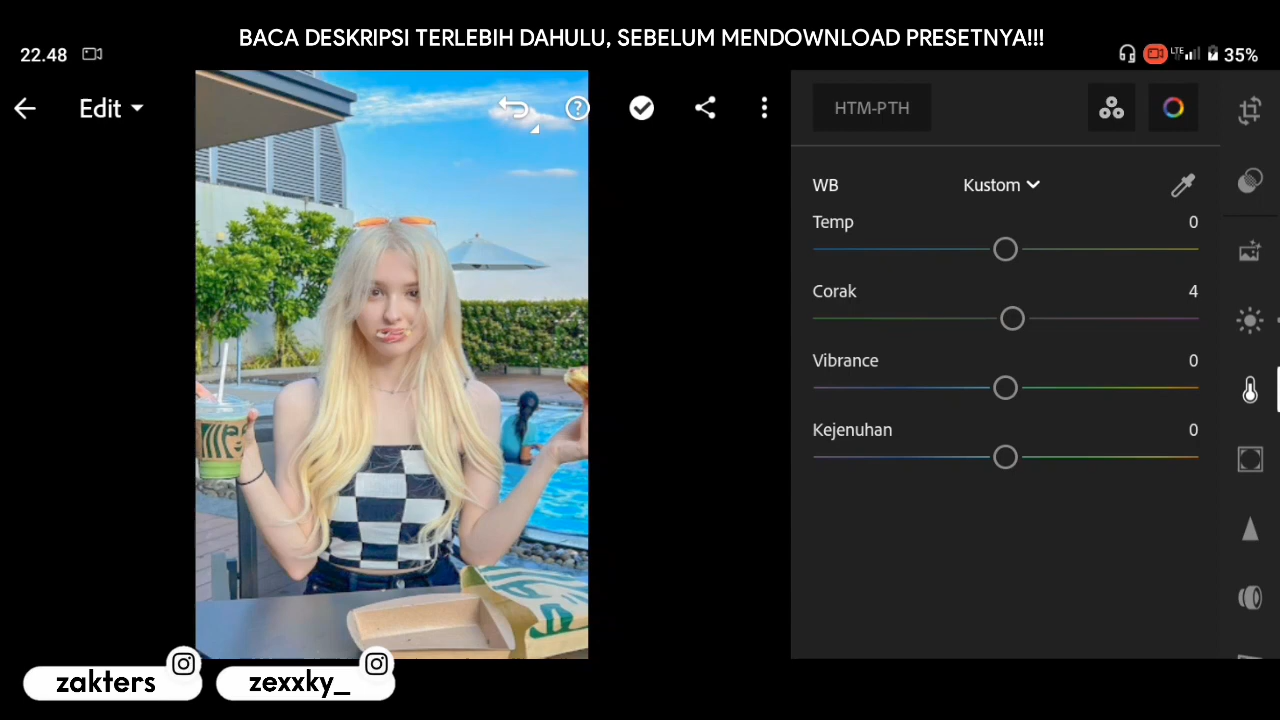 BACA DESKRIPSI TERLEBIH DAHULU, SEBELUM MENDOWNLOAD PRESETNYA!!!
22.48
LTE
35%
Edit
HTM-PTH
WB
Kustom
Temp
0
Corak
4
Vibrance
0
Kejenuhan
0
zakters
zexxky_